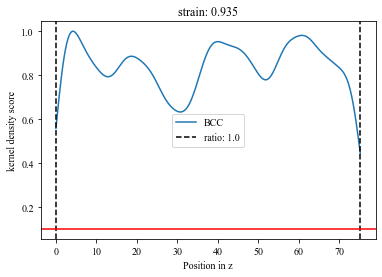 strain: 0.935
1.0
0.8
0.6
0.4
0.2
kernel density score
BCC
ratio: 1.0
0 10 20 30 40 50 60 70
Position in z